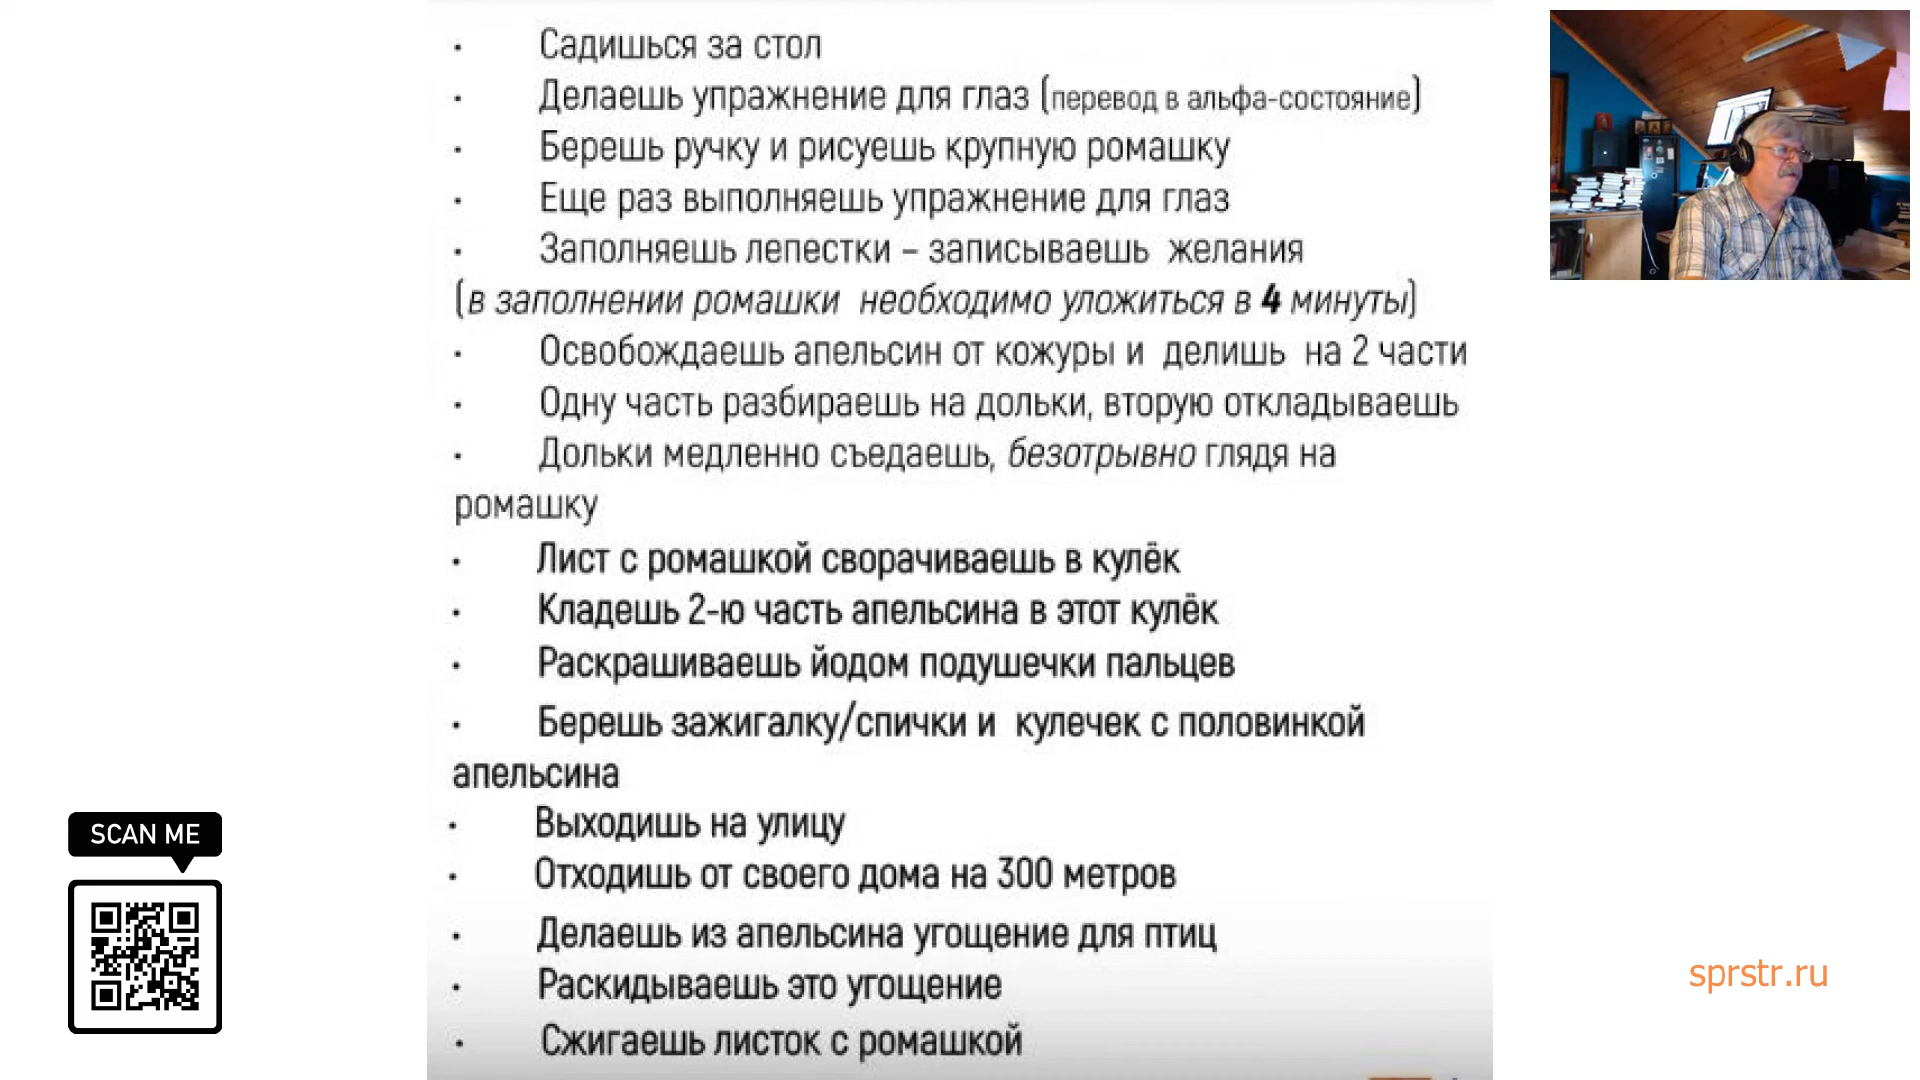 • Садишься за стол
• Делаешь упражнение для глаз (перевод в альфа-состояние)
• Берешь ручку и рисуешь крупную ромашку
• Еще раз выполняешь упражнение для глаз
• Заполняешь лепестки – записываешь желания
(в заполнении ромашки необходимо уложиться в 4 минуты)
• Освобождаешь апельсин от кожуры и делишь на 2 части
• Одну часть разбираешь на дольки, вторую откладываешь
• Дольки медленно съедаешь, безотрывно глядя на
ромашку
• Лист с ромашкой сворачиваешь в кулёк
• Кладешь 2-ю часть апельсина в этот кулёк
• Раскрашиваешь йодом подушечки пальцев
• Берешь зажигалку/спички и кулечек с половинкой
апельсина
• Выходишь на улицу
• Отходишь от своего дома на 300 метров
• Делаешь из апельсина угощение для птиц
• Раскидываешь это угощение
• Сжигаешь листок с ромашкой
SCAN ME
sprstr.ru